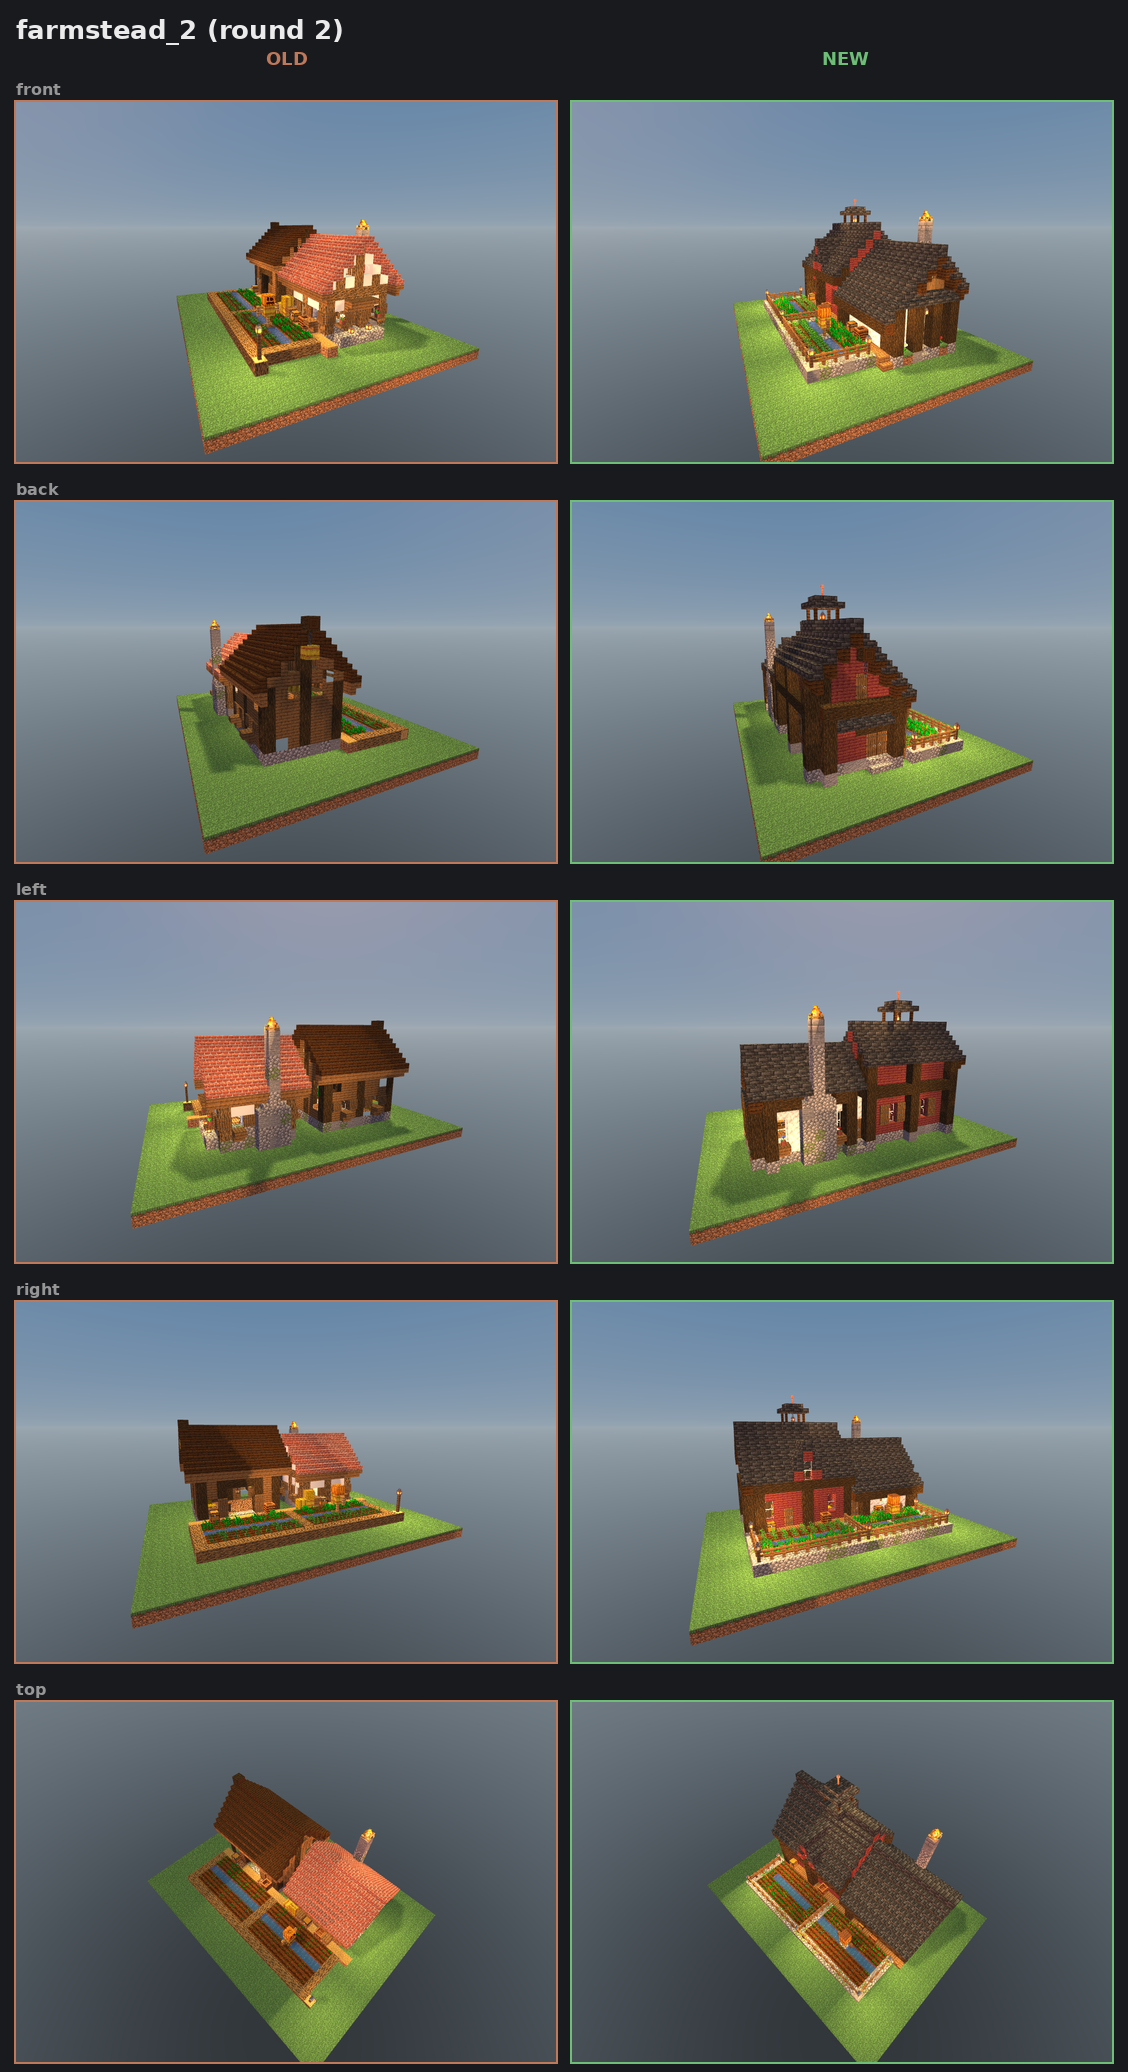 farmstead_2 (round 2)
OLD
NEW
front
back
left
right
top